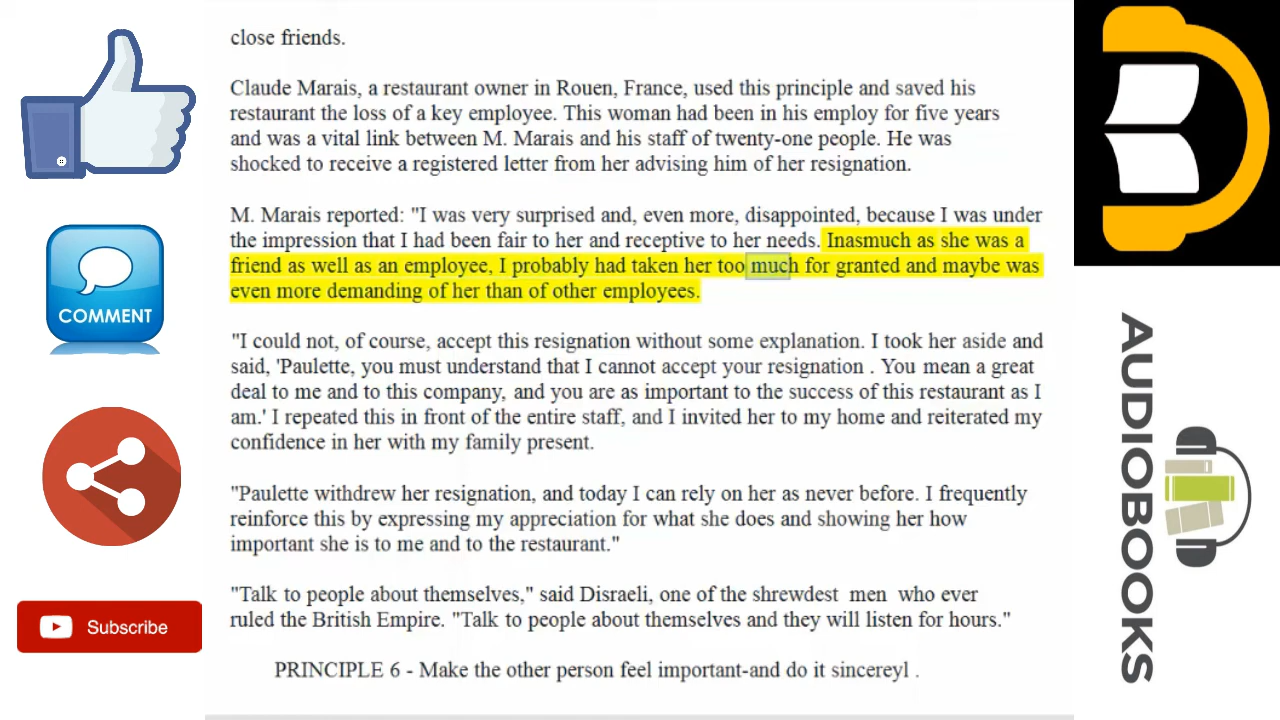 close friends.
Claude Marais, a restaurant owner in Rouen, France, used this principle and saved his
restaurant the loss of a key employee. This woman had been in his employ for five years
and was a vital link between M. Marais and his staff of twenty-one people. He was
shocked to receive a registered letter from her advising him of her resignation.
M. Marais reported: "I was very surprised and, even more, disappointed, because I was under
the impression that I had been fair to her and receptive to her needs. Inasmuch as she was a
friend as well as an employee, I probably had taken her too much for granted and maybe was
even more demanding of her than of other employees.
"I could not, of course, accept this resignation without some explanation. I took her aside and
said, 'Paulette, you must understand that I cannot accept your resignation . You mean a great
deal to me and to this company, and you are as important to the success of this restaurant as I
am.' I repeated this in front of the entire staff, and I invited her to my home and reiterated my
confidence in her with my family present.
"Paulette withdrew her resignation, and today I can rely on her as never before. I frequently
reinforce this by expressing my appreciation for what she does and showing her how
important she is to me and to the restaurant."
"Talk to people about themselves," said Disraeli, one of the shrewdest men who ever
ruled the British Empire. "Talk to people about themselves and they will listen for hours."
PRINCIPLE 6 - Make the other person feel important-and do it sincereyl .
COMMENT
Subscribe
AUDIOBOOKS